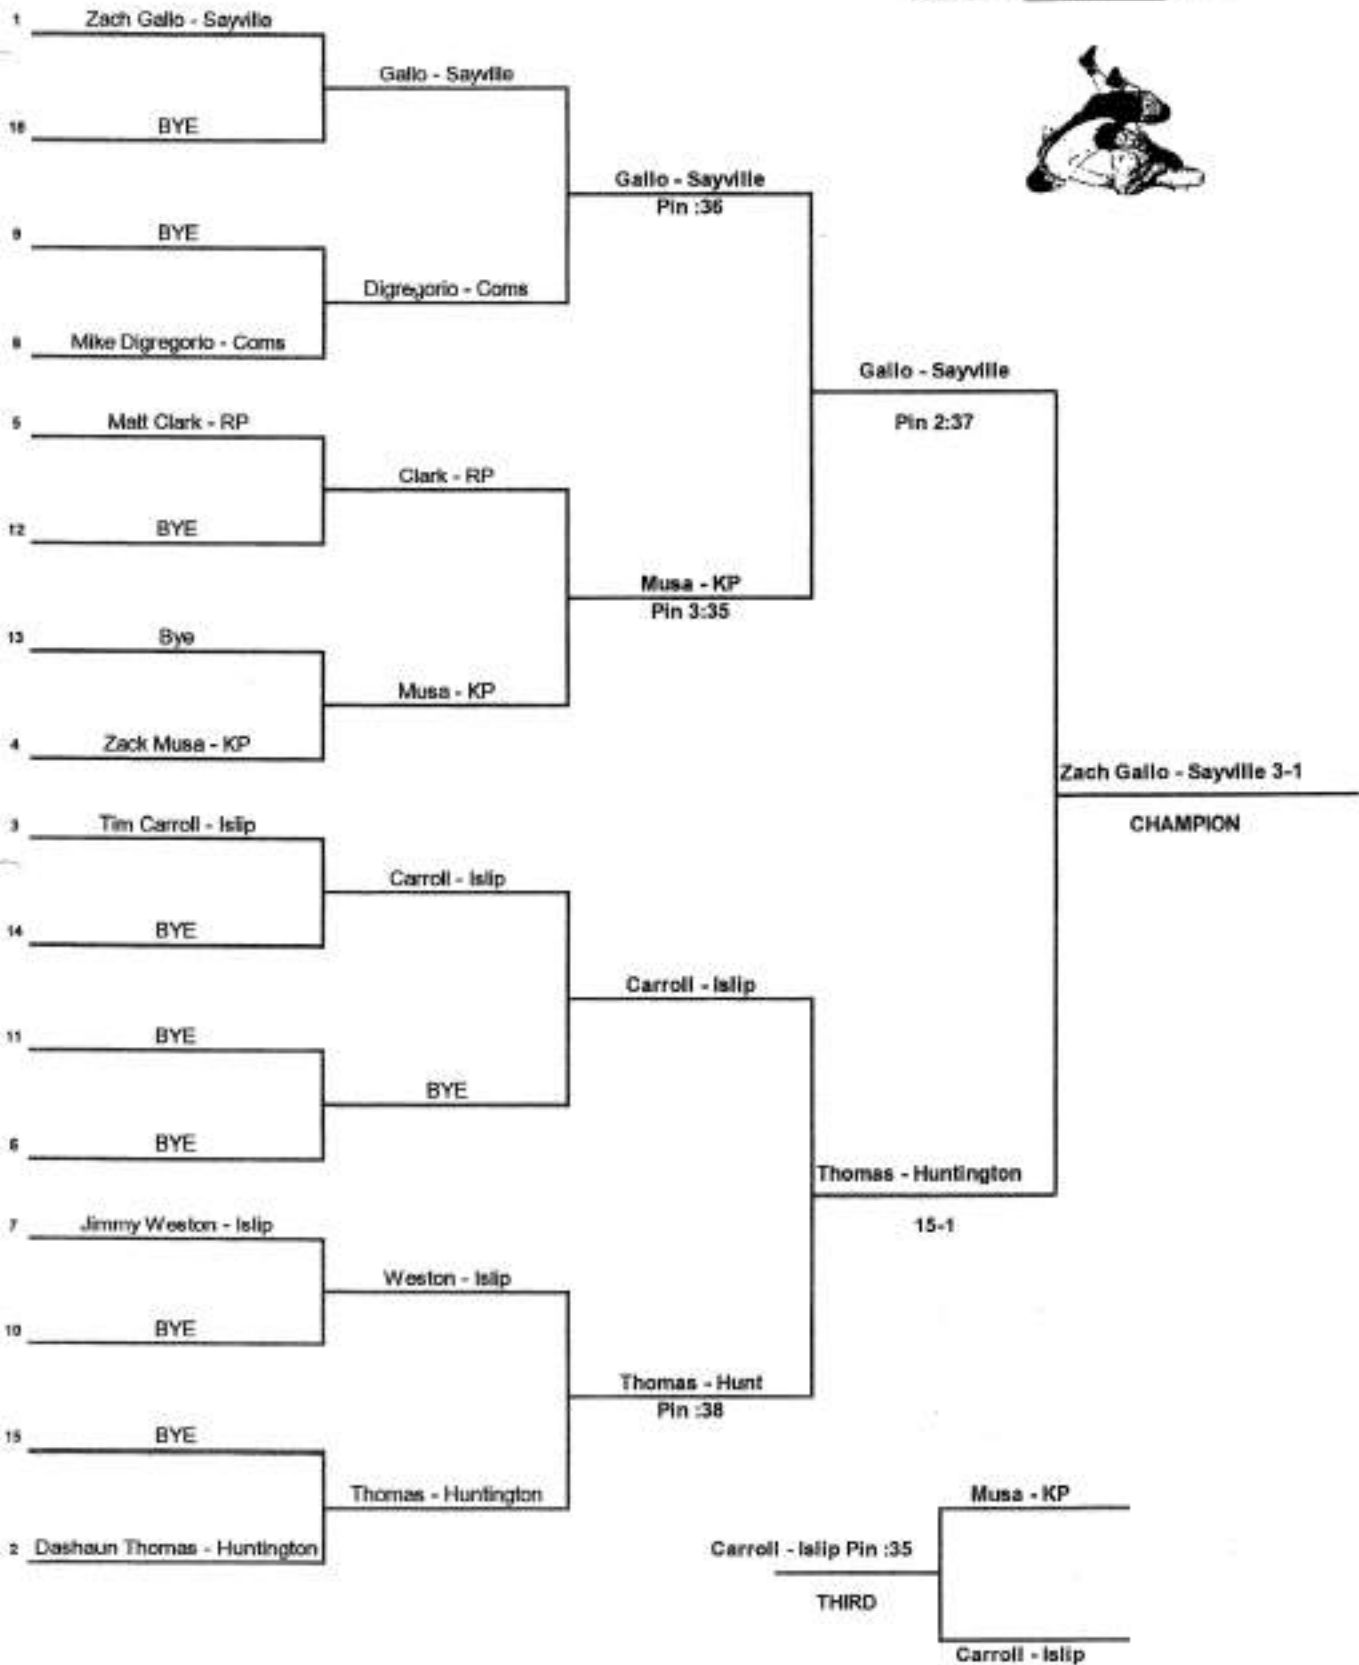 1 Zach Gallo - Sayville
Gallo - Sayville
16 BYE
Gallo - Sayville
Pin :36
9 BYE
Digregorio - Coms
8 Mike Digregorio - Coms
Gallo - Sayville
Pin 2:37
5 Matt Clark - RP
Clark - RP
12 BYE
Musa - KP
Pin 3:35
13 Bye
Musa - KP
4 Zack Musa - KP
Zach Gallo - Sayville 3-1
CHAMPION
3 Tim Carroll - Islip
Carroll - Islip
14 BYE
Carroll - Islip
11 BYE
BYE
6 BYE
Thomas - Huntington
15-1
7 Jimmy Weston - Islip
Weston - Islip
10 BYE
Thomas - Hunt
Pin :38
15 BYE
Thomas - Huntington
2 Dashaun Thomas - Huntington
Musa - KP
Carroll - Islip Pin :35
THIRD
Carroll - Islip